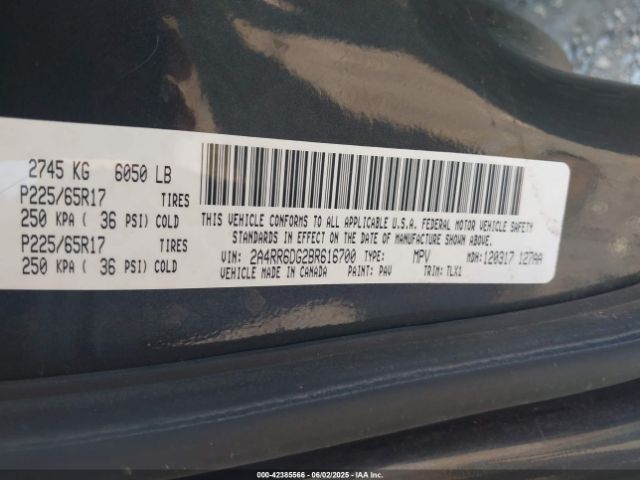 2745 KG 6050 LB
P225/65R17 TIRES
250 KPA ( 36 PSI) COLD
P225/65R17 TIRES
250 KPA ( 36 PSI) COLD
THIS VEHICLE CONFORMS TO ALL APPLICABLE U.S.A. FEDERAL MOTOR VEHICLE SAFETY
STANDARDS IN EFFECT ON THE DATE OF MANUFACTURE SHOWN ABOVE.
VIN: 2A4RR6DG2BR616700 TYPE: MPV MDH: 120317 127AA
VEHICLE MADE IN CANADA PAINT: PAV TRIM: TLX1
000-42385566 - 06/02/2025 - IAAI.com